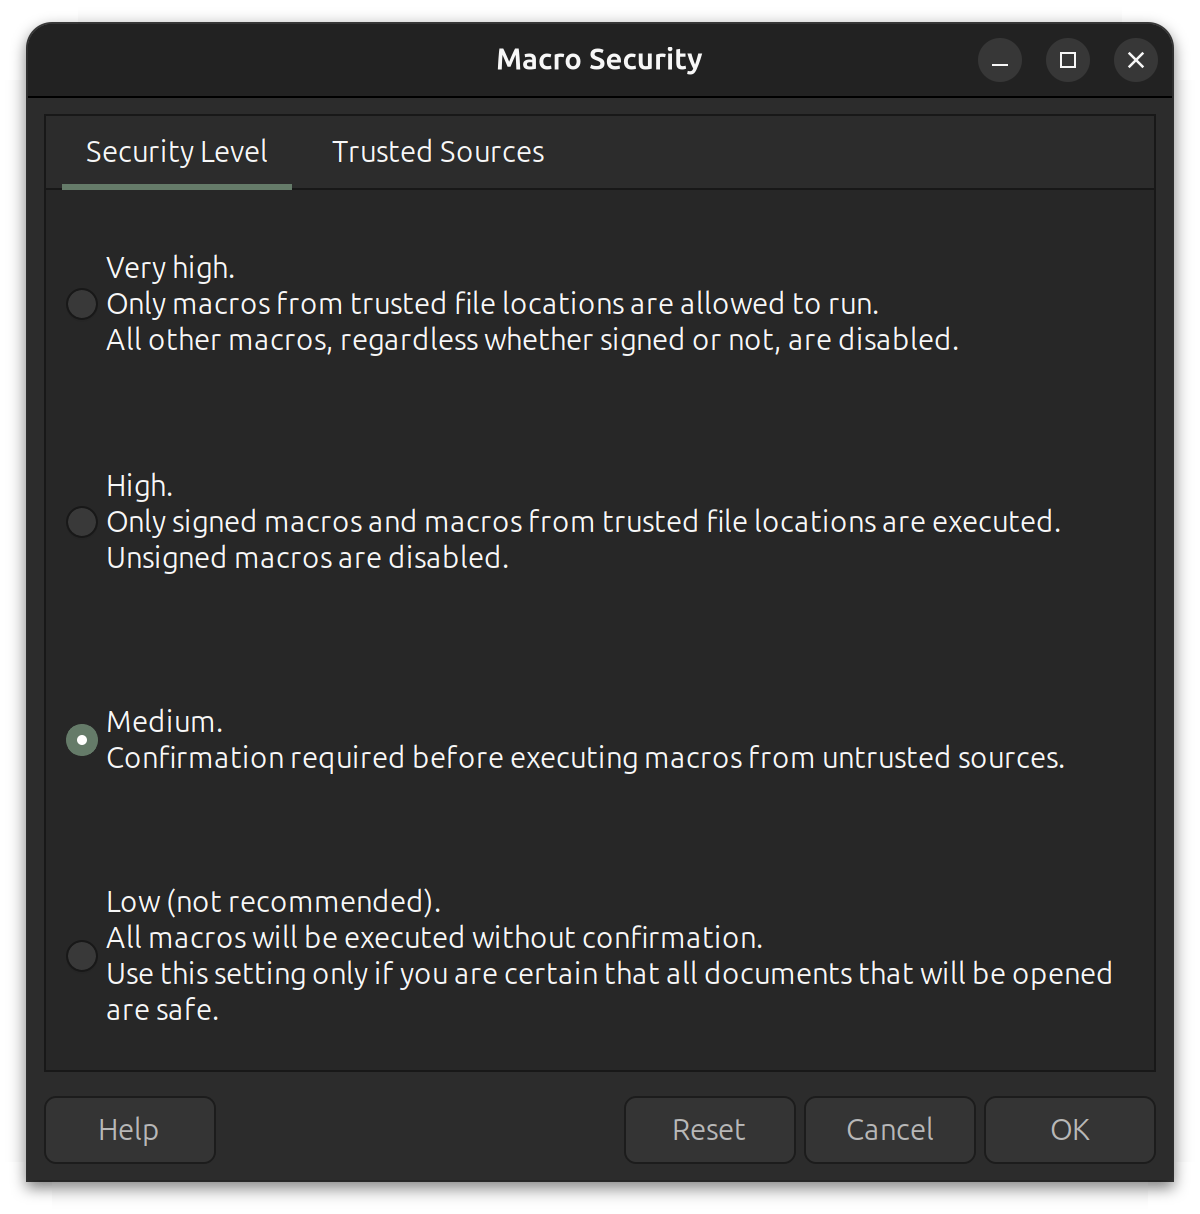 Macro Security
Security Level
Trusted Sources
Very high.
Only macros from trusted file locations are allowed to run.
All other macros, regardless whether signed or not, are disabled.
High.
Only signed macros and macros from trusted file locations are executed.
Unsigned macros are disabled.
Medium.
Confirmation required before executing macros from untrusted sources.
Low (not recommended).
All macros will be executed without confirmation.
Use this setting only if you are certain that all documents that will be opened
are safe.
Help
Reset
Cancel
OK